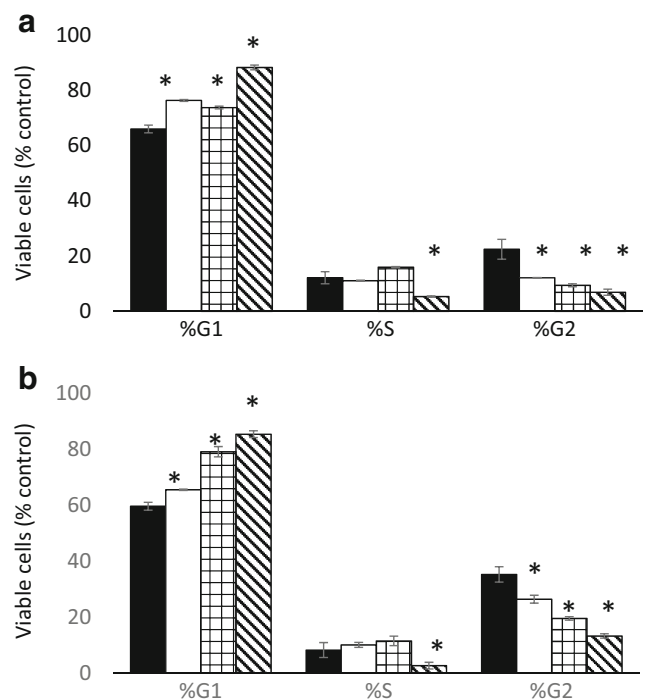 a
Viable cells (% control)
100
80
60
40
20
0
* * *
*
* * *
%G1 %S %G2
b
Viable cells (% control)
100
80
60
40
20
0
* * *
*
* * *
%G1 %S %G2